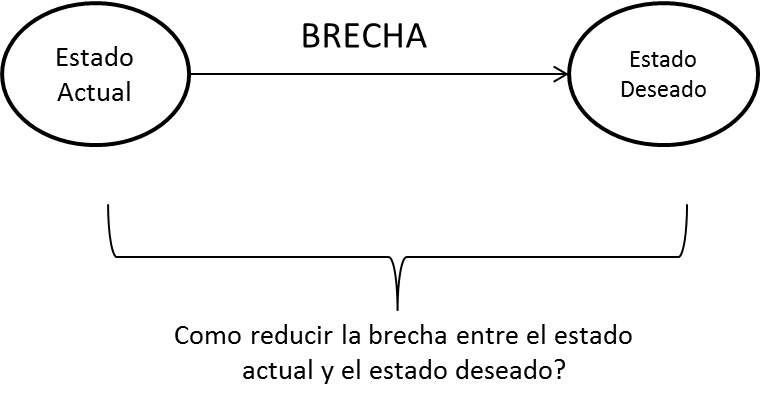 BRECHA
Estado
Actual
Estado
Deseado
Como reducir la brecha entre el estado
actual y el estado deseado?